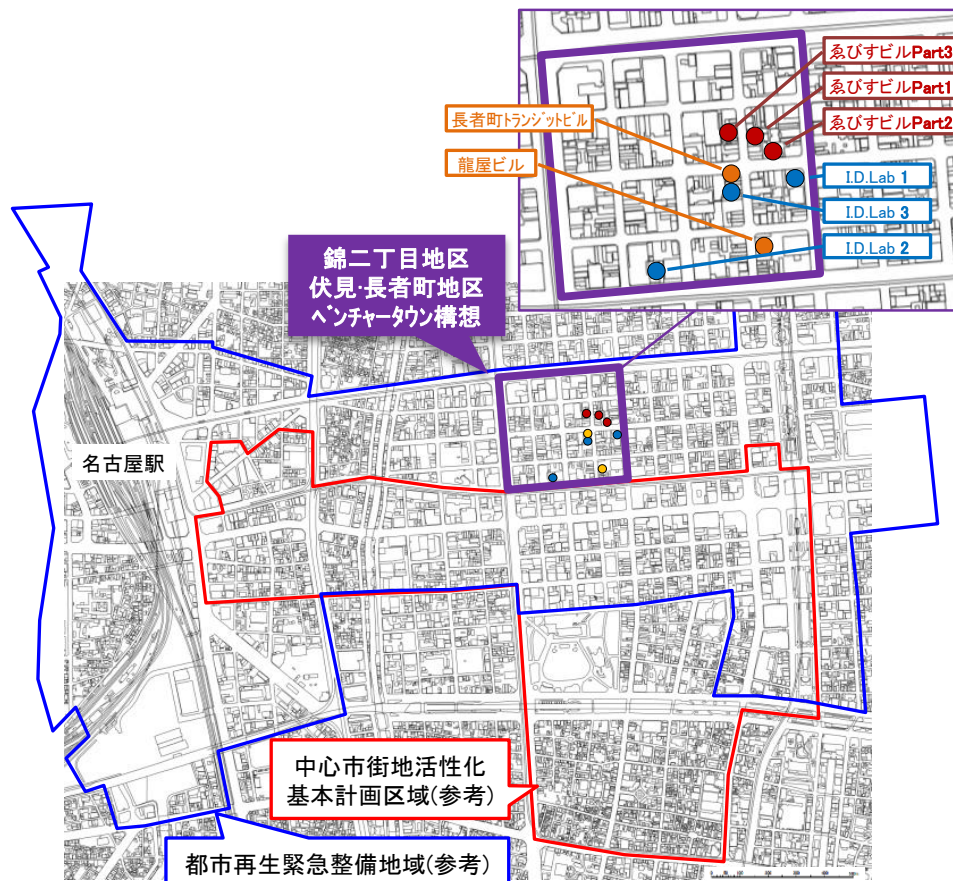 ゑびすビルPart3
ゑびすビルPart1
長者町トランジットビル
ゑびすビルPart2
龍屋ビル
I.D.Lab 1
I.D.Lab 3
I.D.Lab 2
錦二丁目地区
伏見·長者町地区
ベンチャータウン構想
名古屋駅
中心市街地活性化
基本計画区域(参考)
都市再生緊急整備地域(参考)